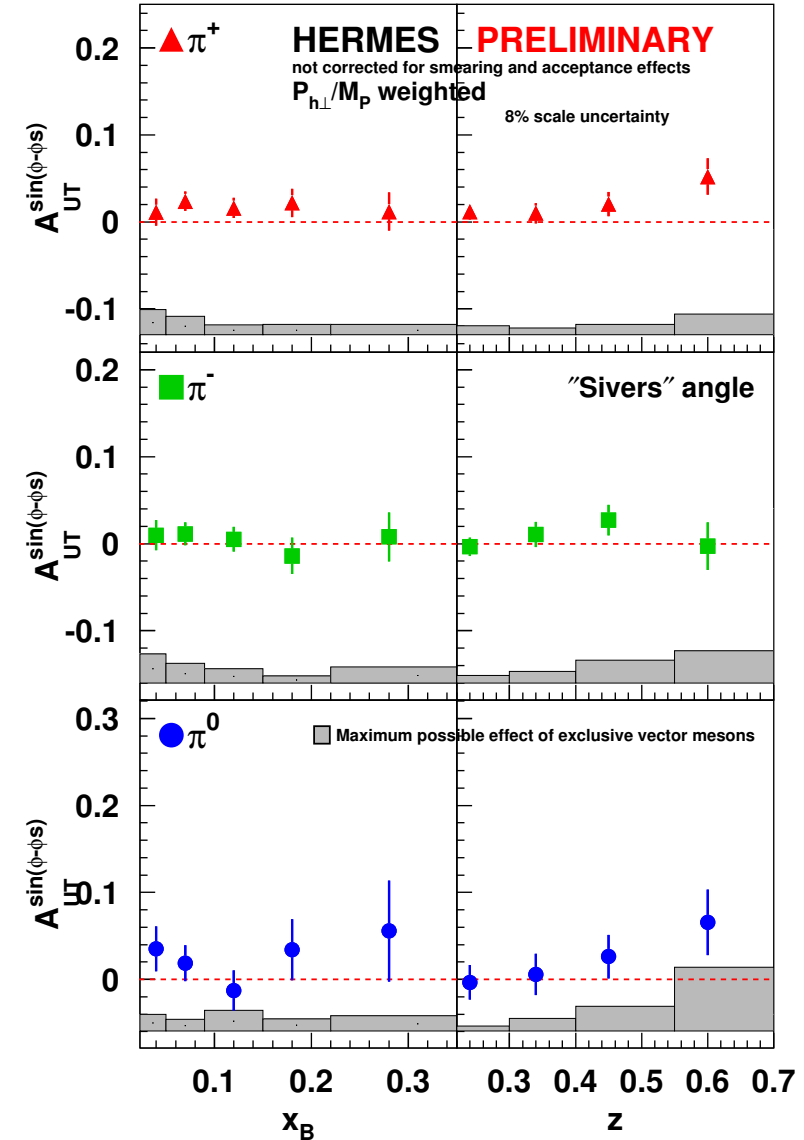 π+ HERMES PRELIMINARY
not corrected for smearing and acceptance effects
P_h⊥/M_P weighted
8% scale uncertainty
A_UT^sin(ϕ-ϕs)
0.2
0.1
0
-0.1
π- ″Sivers″ angle
A_UT^sin(ϕ-ϕs)
0.2
0.1
0
-0.1
π0
Maximum possible effect of exclusive vector mesons
A_UT^sin(ϕ-ϕs)
0.3
0.2
0.1
0
0.1 0.2 0.3 0.3 0.4 0.5 0.6 0.7
x_B z